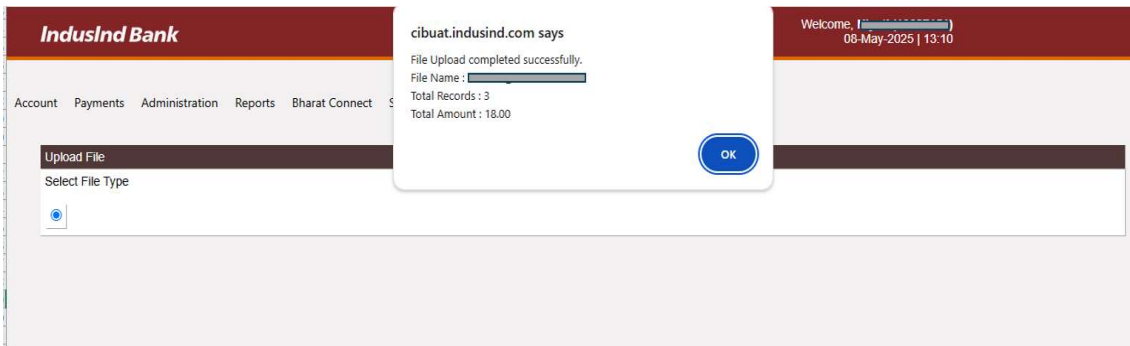 IndusInd Bank
cibuat.indusind.com says
File Upload completed successfully.
File Name :
Total Records : 3
Total Amount : 18.00
OK
Welcome,
08-May-2025 | 13:10
Account Payments Administration Reports Bharat Connect
Upload File
Select File Type